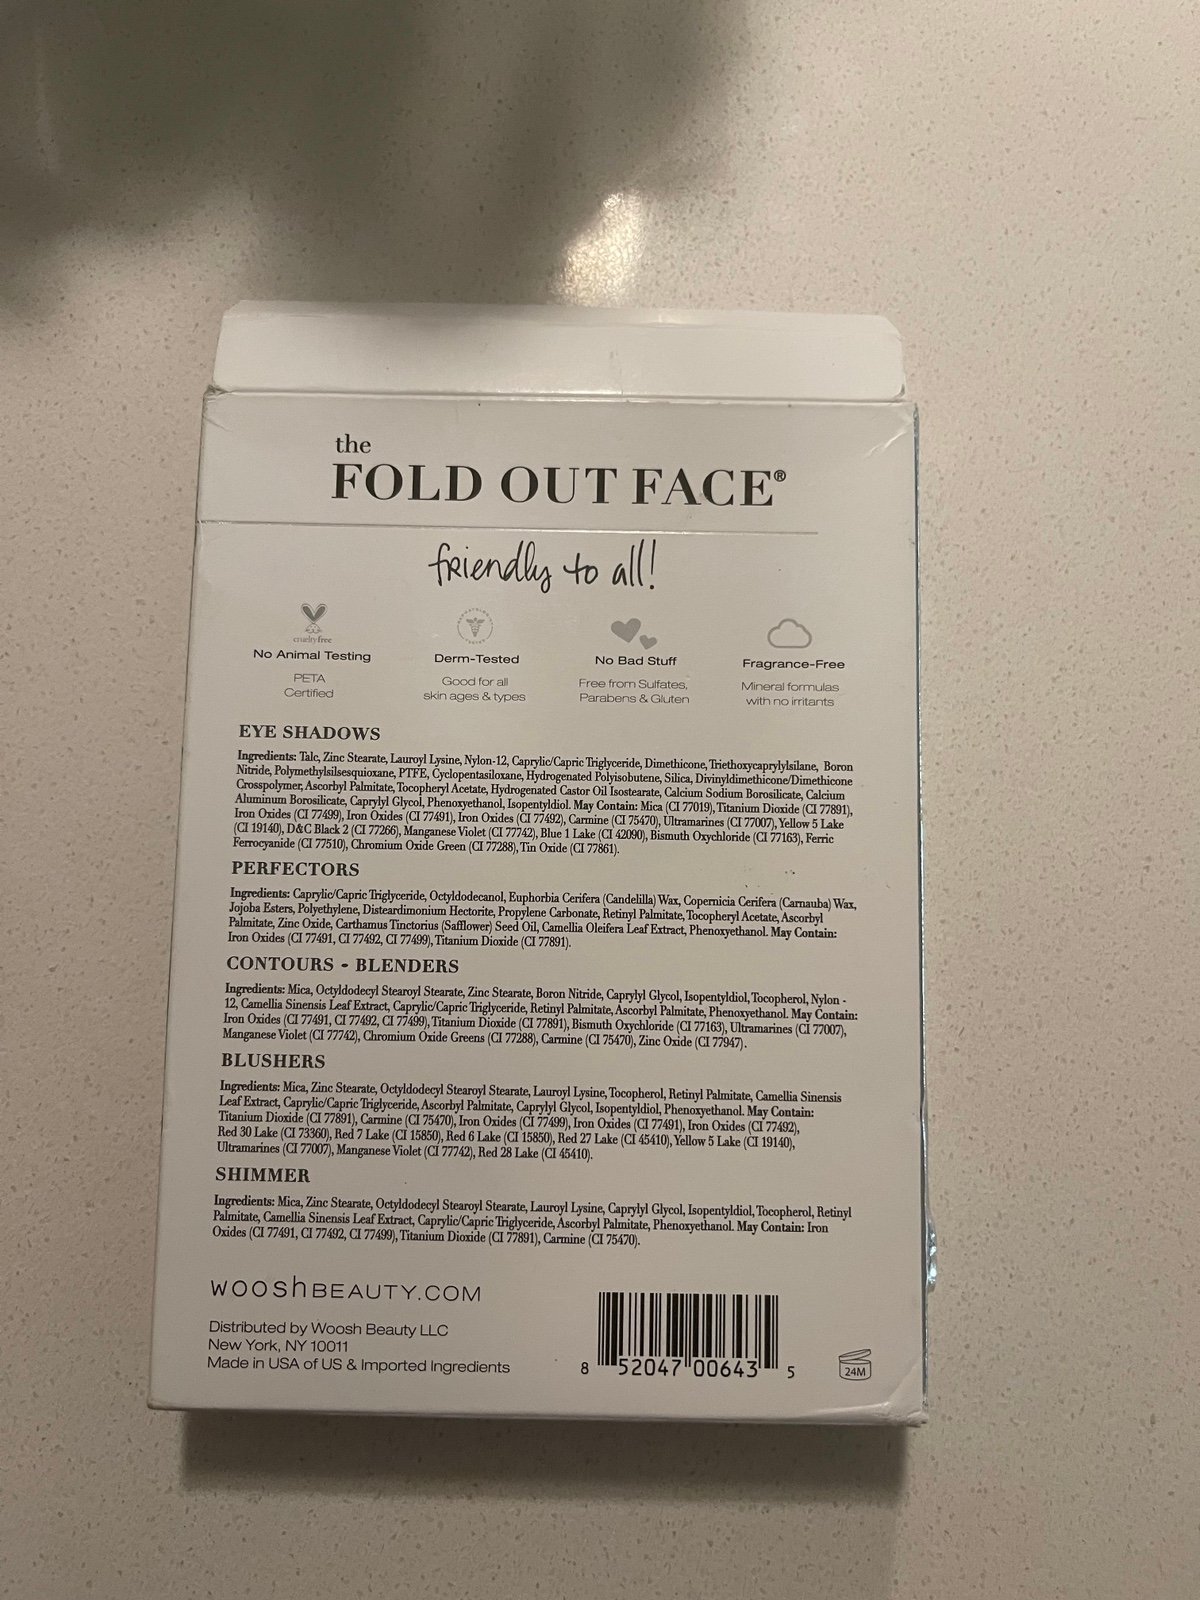 the
FOLD OUT FACE®
friendly to all!
crueltyfree
No Animal Testing
PETA
Certified
Derm-Tested
Good for all
skin ages & types
No Bad Stuff
Free from Sulfates,
Parabens & Gluten
Fragrance-Free
Mineral formulas
with no irritants
EYE SHADOWS
Ingredients: Talc, Zinc Stearate, Lauroyl Lysine, Nylon-12, Caprylic/Capric Triglyceride, Dimethicone, Triethoxycaprylylsilane, Boron
Nitride, Polymethylsilsesquioxane, PTFE, Cyclopentasiloxane, Hydrogenated Polyisobutene, Silica, Divinyldimethicone/Dimethicone
Crosspolymer, Ascorbyl Palmitate, Tocopheryl Acetate, Hydrogenated Castor Oil Isostearate, Calcium Sodium Borosilicate, Calcium
Aluminum Borosilicate, Caprylyl Glycol, Phenoxyethanol, Isopentyldiol. May Contain: Mica (CI 77019), Titanium Dioxide (CI 77891),
Iron Oxides (CI 77499), Iron Oxides (CI 77491), Iron Oxides (CI 77492), Carmine (CI 75470), Ultramarines (CI 77007), Yellow 5 Lake
(CI 19140), D&C Black 2 (CI 77266), Manganese Violet (CI 77742), Blue 1 Lake (CI 42090), Bismuth Oxychloride (CI 77163), Ferric
Ferrocyanide (CI 77510), Chromium Oxide Green (CI 77288), Tin Oxide (CI 77861).
PERFECTORS
Ingredients: Caprylic/Capric Triglyceride, Octyldodecanol, Euphorbia Cerifera (Candelilla) Wax, Copernicia Cerifera (Carnauba) Wax,
Jojoba Esters, Polyethylene, Disteardimonium Hectorite, Propylene Carbonate, Retinyl Palmitate, Tocopheryl Acetate, Ascorbyl
Palmitate, Zinc Oxide, Carthamus Tinctorius (Safflower) Seed Oil, Camellia Oleifera Leaf Extract, Phenoxyethanol. May Contain:
Iron Oxides (CI 77491, CI 77492, CI 77499), Titanium Dioxide (CI 77891).
CONTOURS - BLENDERS
Ingredients: Mica, Octyldodecyl Stearoyl Stearate, Zinc Stearate, Boron Nitride, Caprylyl Glycol, Isopentyldiol, Tocopherol, Nylon -
12, Camellia Sinensis Leaf Extract, Caprylic/Capric Triglyceride, Retinyl Palmitate, Ascorbyl Palmitate, Phenoxyethanol. May Contain:
Iron Oxides (CI 77491, CI 77492, CI 77499), Titanium Dioxide (CI 77891), Bismuth Oxychloride (CI 77163), Ultramarines (CI 77007),
Manganese Violet (CI 77742), Chromium Oxide Greens (CI 77288), Carmine (CI 75470), Zinc Oxide (CI 77947).
BLUSHERS
Ingredients: Mica, Zinc Stearate, Octyldodecyl Stearoyl Stearate, Lauroyl Lysine, Tocopherol, Retinyl Palmitate, Camellia Sinensis
Leaf Extract, Caprylic/Capric Triglyceride, Ascorbyl Palmitate, Caprylyl Glycol, Isopentyldiol, Phenoxyethanol. May Contain:
Titanium Dioxide (CI 77891), Carmine (CI 75470), Iron Oxides (CI 77499), Iron Oxides (CI 77491), Iron Oxides (CI 77492),
Red 30 Lake (CI 73360), Red 7 Lake (CI 15850), Red 6 Lake (CI 15850), Red 27 Lake (CI 45410), Yellow 5 Lake (CI 19140),
Ultramarines (CI 77007), Manganese Violet (CI 77742), Red 28 Lake (CI 45410).
SHIMMER
Ingredients: Mica, Zinc Stearate, Octyldodecyl Stearoyl Stearate, Lauroyl Lysine, Caprylyl Glycol, Isopentyldiol, Tocopherol, Retinyl
Palmitate, Camellia Sinensis Leaf Extract, Caprylic/Capric Triglyceride, Ascorbyl Palmitate, Phenoxyethanol. May Contain: Iron
Oxides (CI 77491, CI 77492, CI 77499), Titanium Dioxide (CI 77891), Carmine (CI 75470).
wooshBEAUTY.COM
Distributed by Woosh Beauty LLC
New York, NY 10011
Made in USA of US & Imported Ingredients
8 52047 00643 5
24M